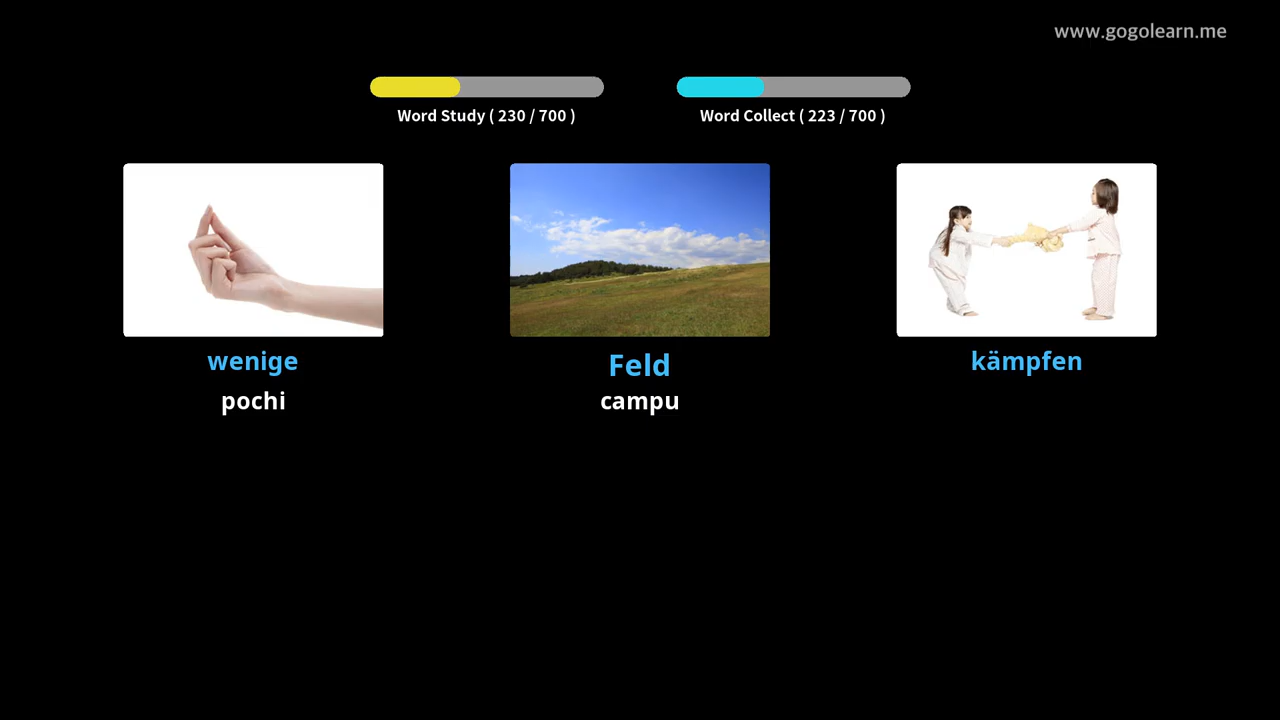 www.gogolearn.me
Word Study ( 230 / 700 )
Word Collect ( 223 / 700 )
wenige
Feld
kämpfen
pochi
campu